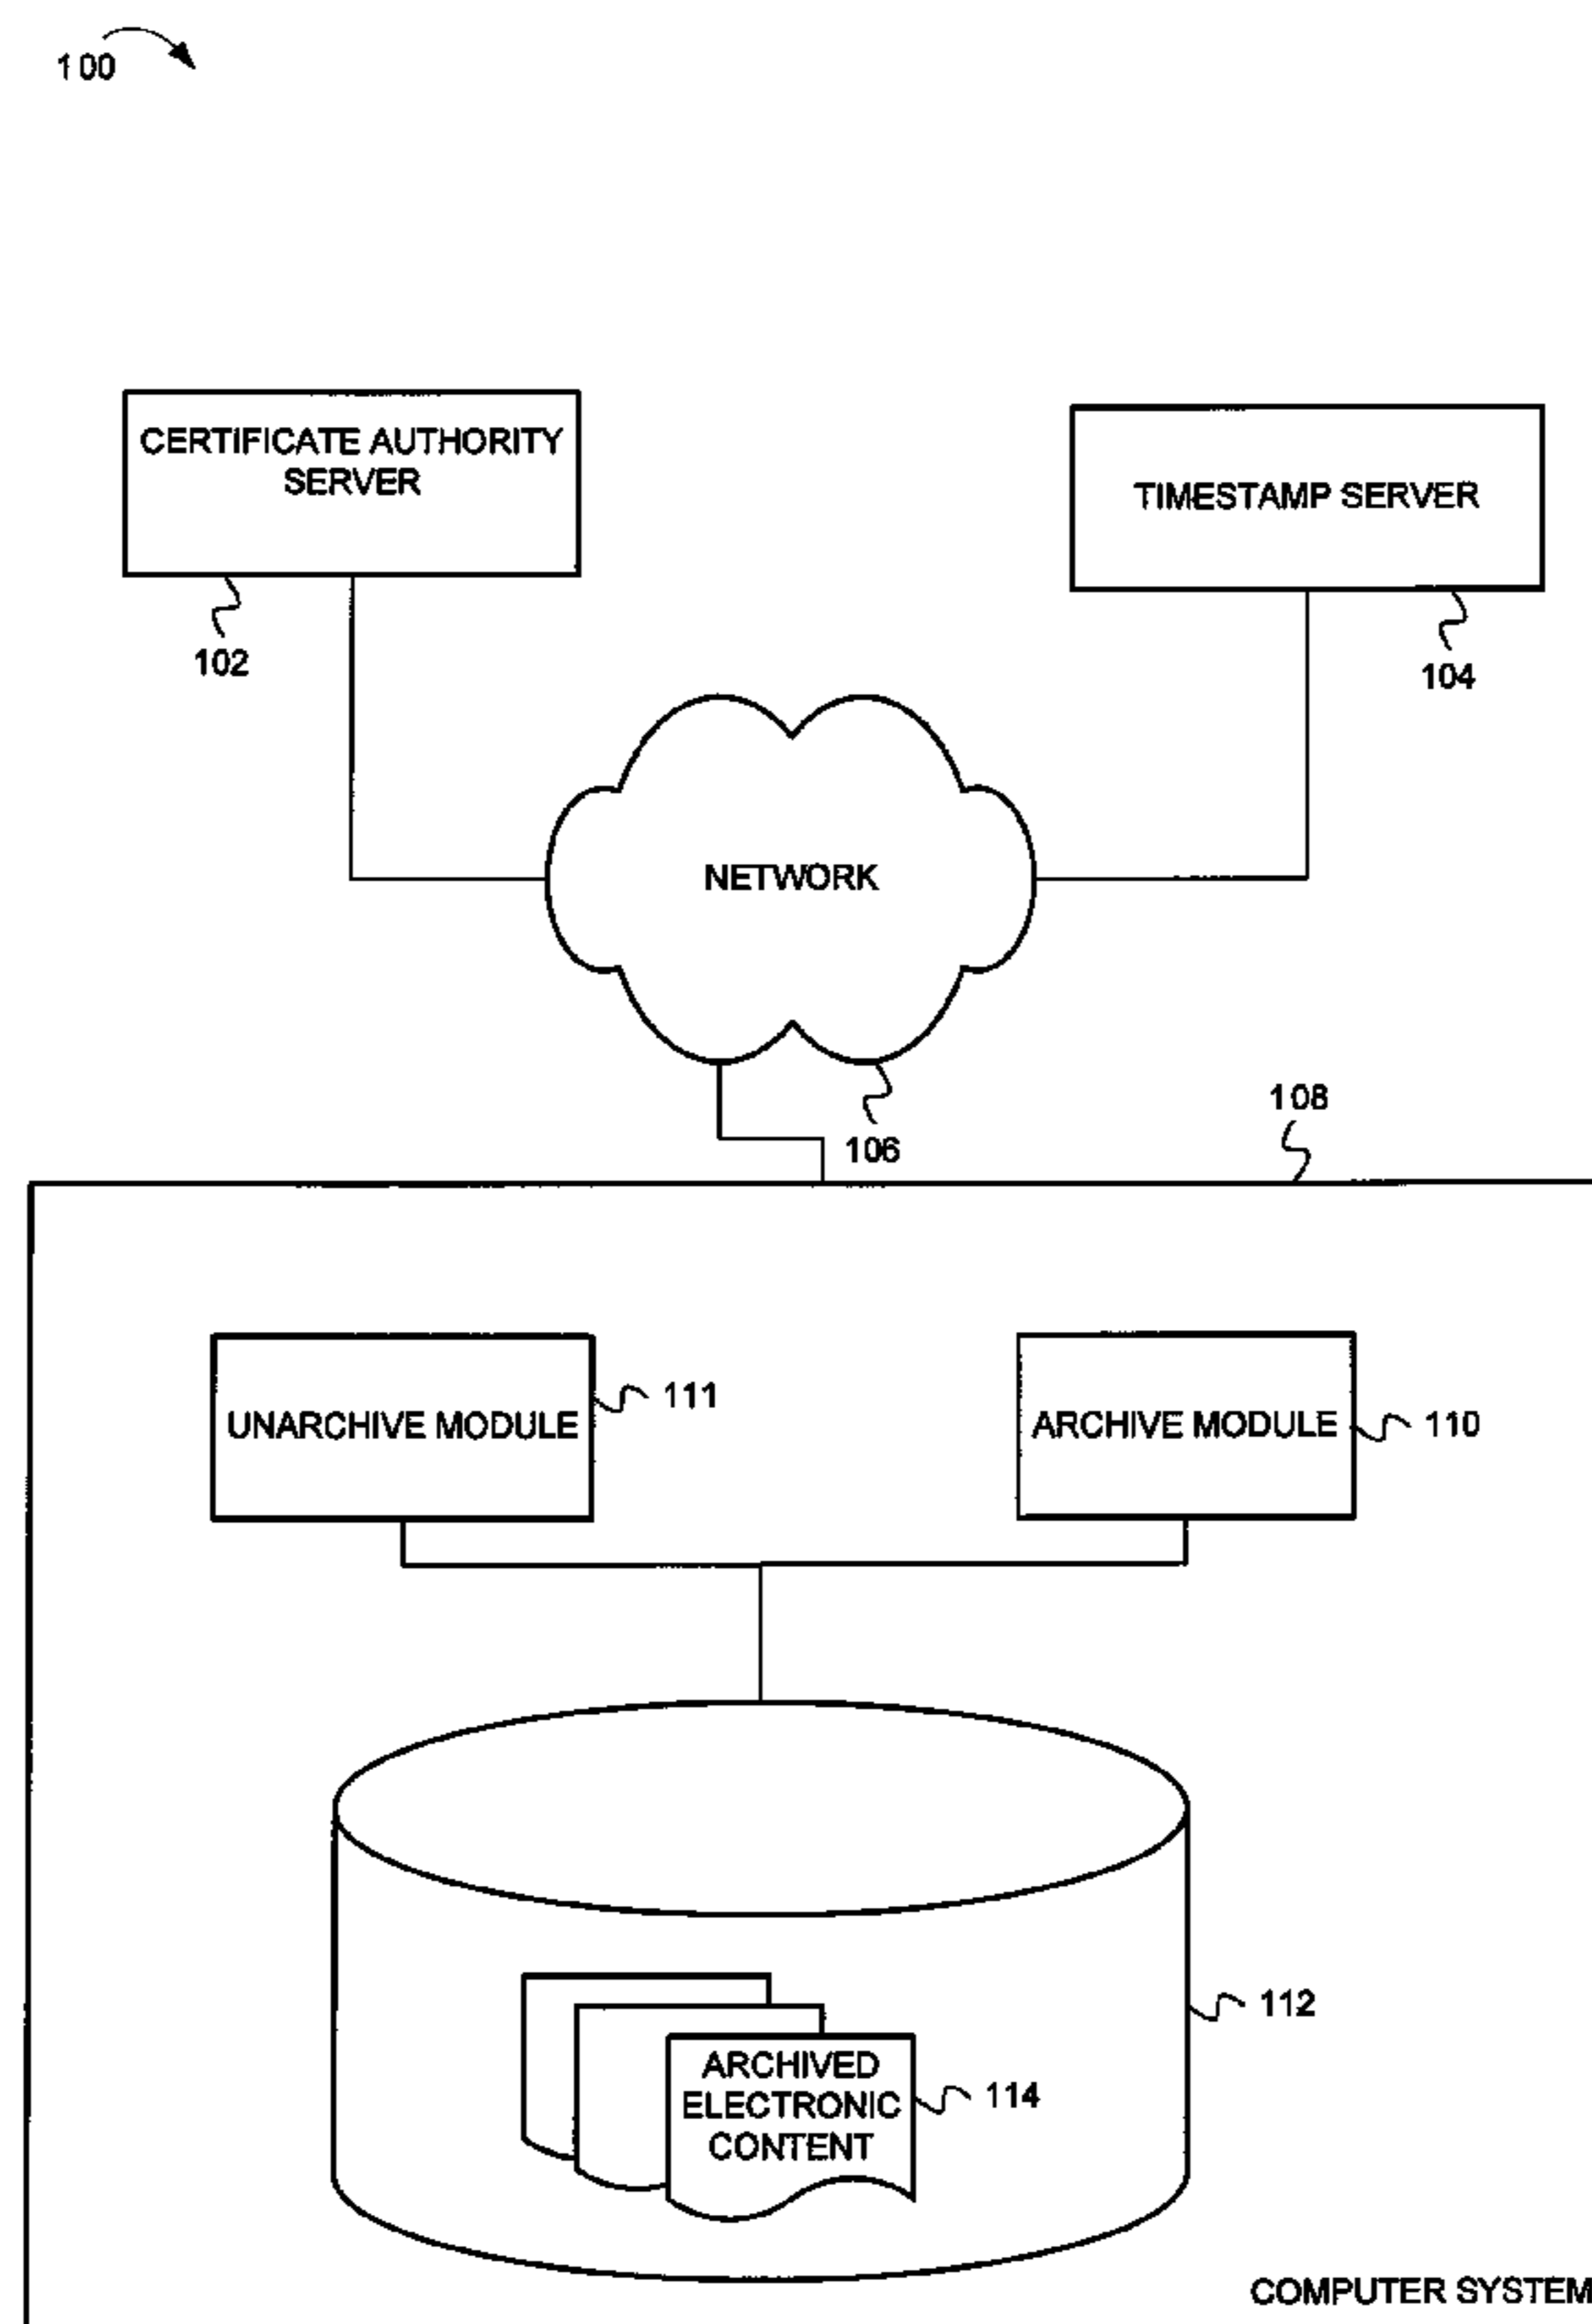 100
CERTIFICATE AUTHORITY
SERVER
TIMESTAMP SERVER
102
104
NETWORK
106
108
UNARCHIVE MODULE
111
ARCHIVE MODULE
110
112
ARCHIVED
ELECTRONIC
CONTENT
114
COMPUTER SYSTEM